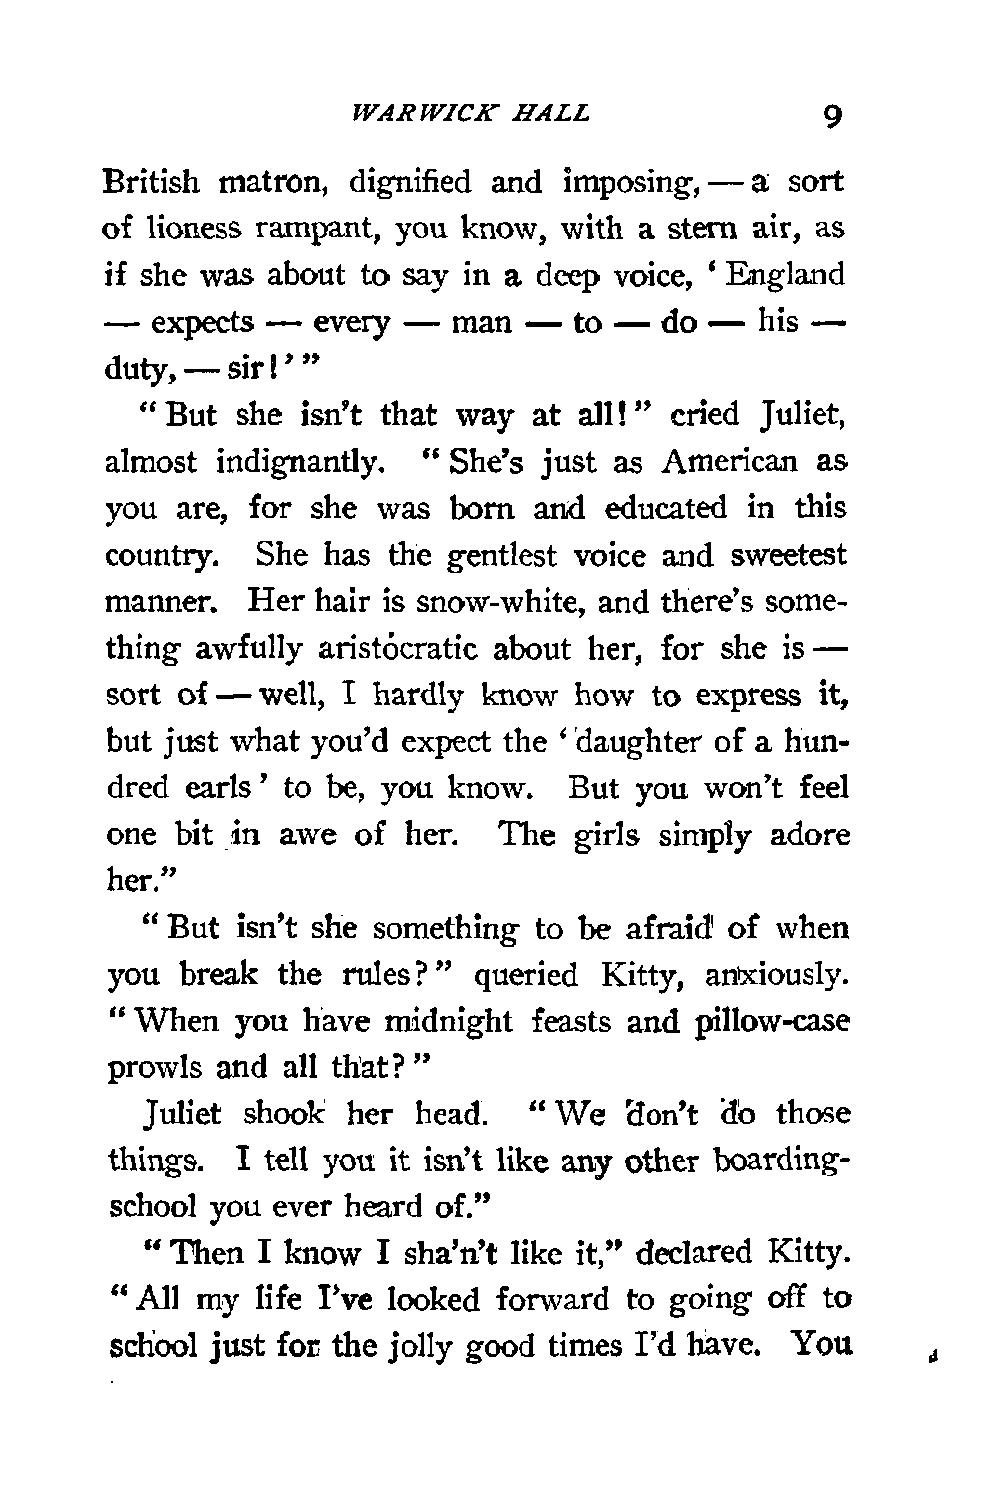 WARWICK HALL 9
British matron, dignified and imposing, — a sort
of lioness rampant, you know, with a stern air, as
if she was about to say in a deep voice, ‘ England
— expects — every — man — to — do — his —
duty, — sir ! ’ ”
“ But she isn’t that way at all! ” cried Juliet,
almost indignantly. “ She’s just as American as
you are, for she was born and educated in this
country. She has the gentlest voice and sweetest
manner. Her hair is snow-white, and there’s some-
thing awfully aristocratic about her, for she is —
sort of — well, I hardly know how to express it,
but just what you’d expect the ‘ daughter of a hun-
dred earls ’ to be, you know. But you won’t feel
one bit in awe of her. The girls simply adore
her.”
“ But isn’t she something to be afraid of when
you break the rules? ” queried Kitty, anxiously.
“ When you have midnight feasts and pillow-case
prowls and all that? ”
Juliet shook her head. “ We don’t do those
things. I tell you it isn’t like any other boarding-
school you ever heard of.”
“ Then I know I sha’n’t like it,” declared Kitty.
“ All my life I’ve looked forward to going off to
school just for the jolly good times I’d have. You